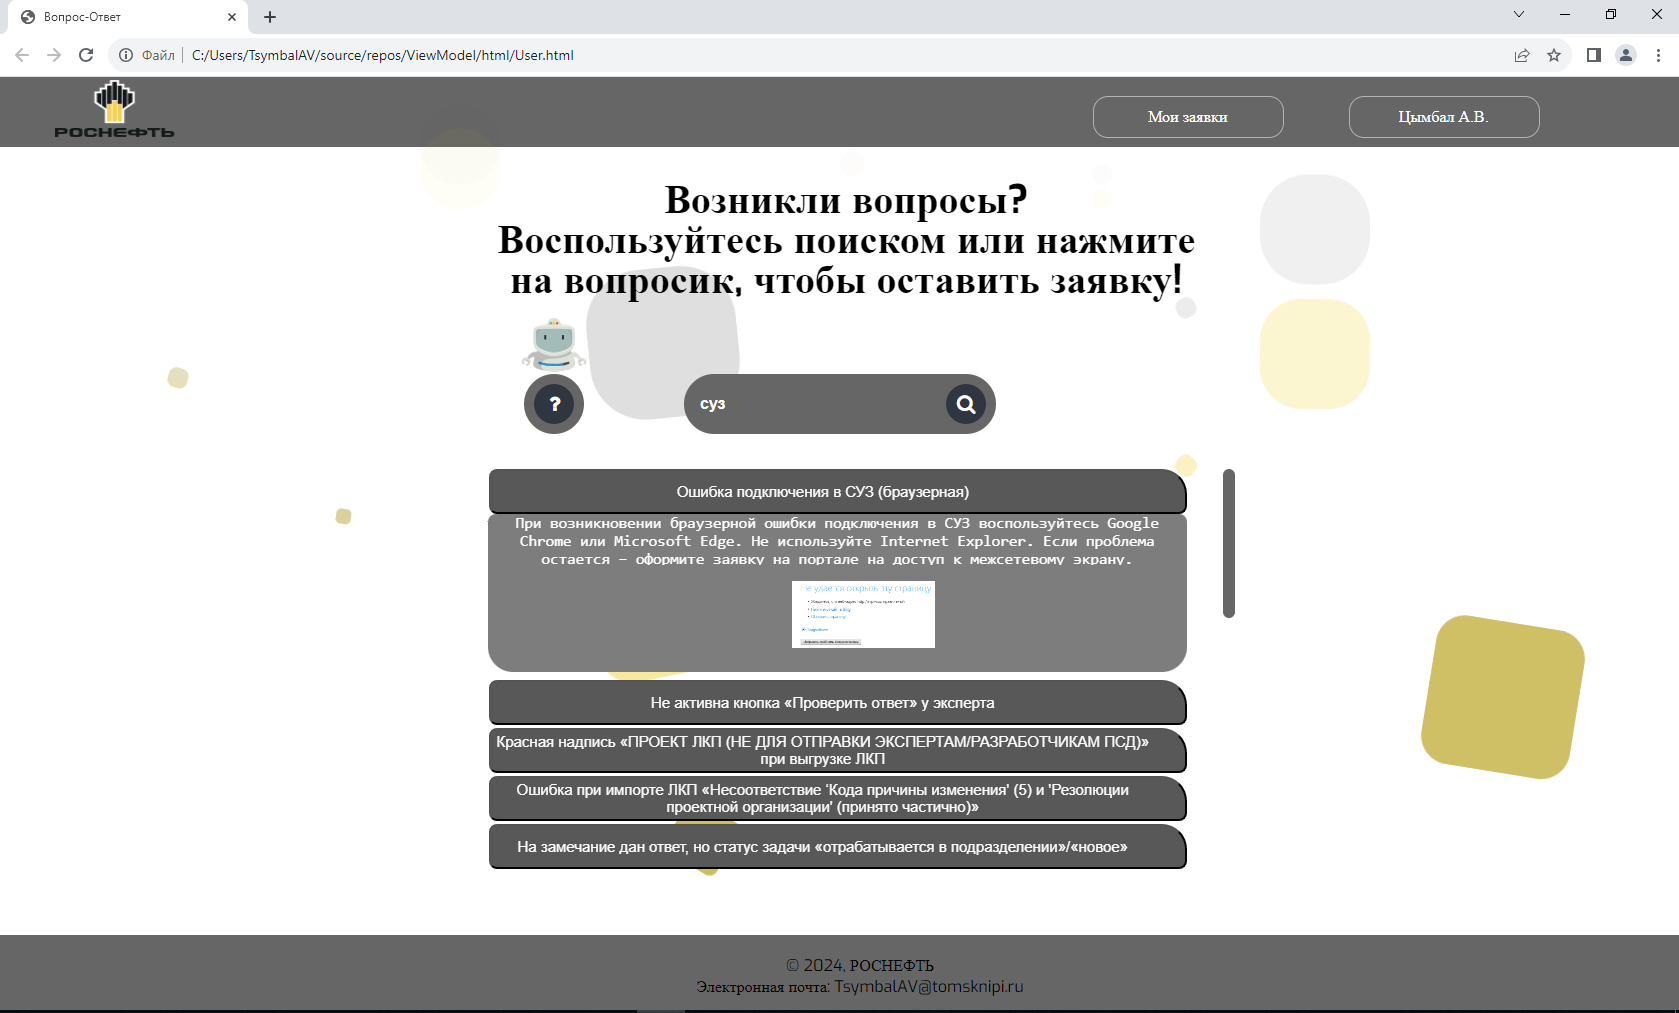 Вопрос-Ответ
Файл
C:/Users/TsymbalAV/source/repos/ViewModel/html/User.html
РОСНЕФТЬ
Мои заявки
Цымбал А.В.
Возникли вопросы?
Воспользуйтесь поиском или нажмите
на вопросик, чтобы оставить заявку!
?
суз
Ошибка подключения в СУЗ (браузерная)
При возникновении браузерной ошибки подключения в СУЗ воспользуйтесь Google
Chrome или Microsoft Edge. Не используйте Internet Explorer. Если проблема
остается – оформите заявку на портале на доступ к межсетевому экрану.
Не удается открыть эту страницу
Не активна кнопка «Проверить ответ» у эксперта
Красная надпись «ПРОЕКТ ЛКП (НЕ ДЛЯ ОТПРАВКИ ЭКСПЕРТАМ/РАЗРАБОТЧИКАМ ПСД)»
при выгрузке ЛКП
Ошибка при импорте ЛКП «Несоответствие 'Кода причины изменения' (5) и 'Резолюции
проектной организации' (принято частично)»
На замечание дан ответ, но статус задачи «отрабатывается в подразделении»/«новое»
© 2024, РОСНЕФТЬ
Электронная почта: TsymbalAV@tomsknipi.ru